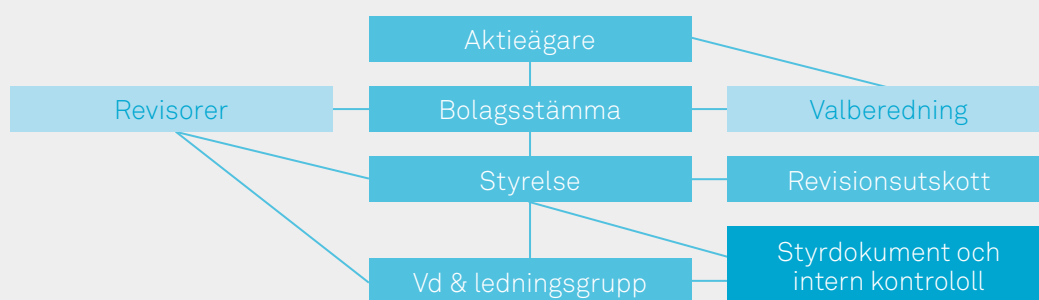 Aktieägare
Revisorer
Bolagsstämma
Valberedning
Styrelse
Revisionsutskott
Styrdokument och
intern kontrololl
Vd & ledningsgrupp